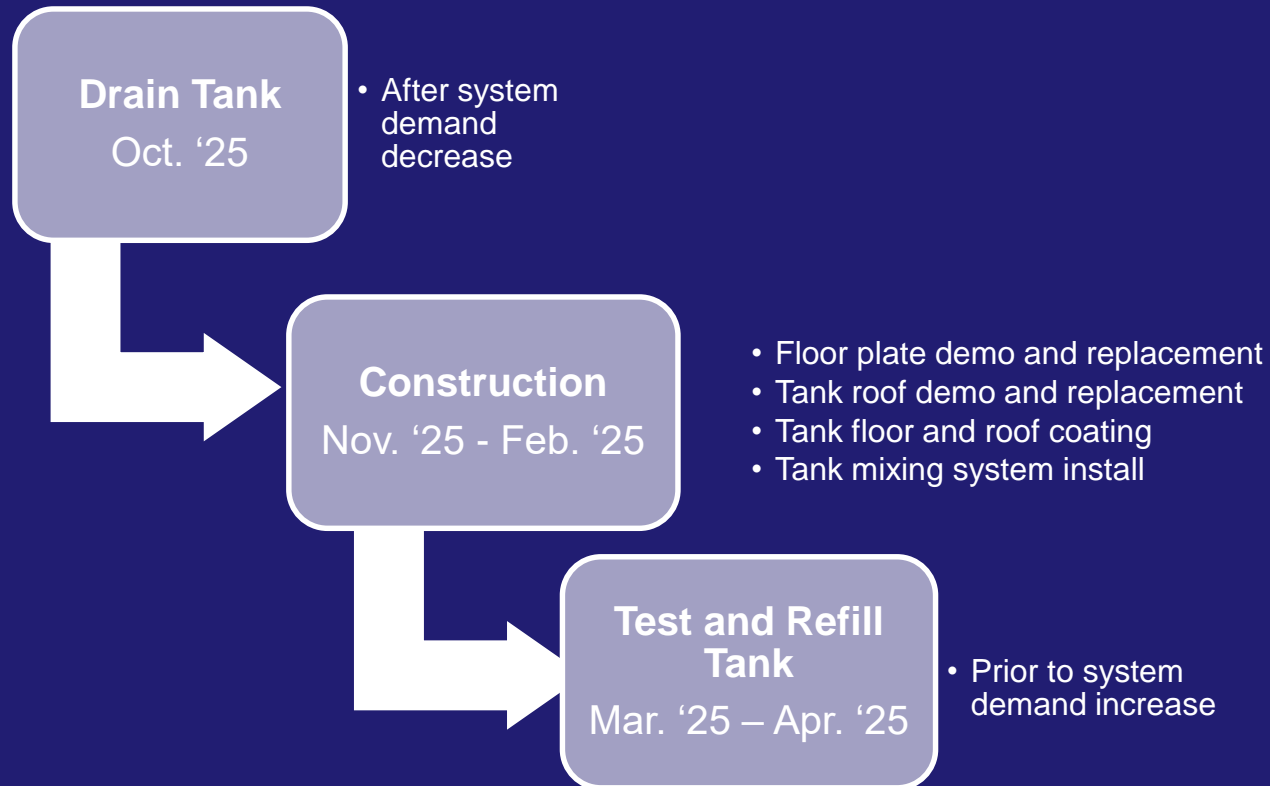 Drain Tank
Oct. ‘25
• After system
demand
decrease
Construction
Nov. ‘25 - Feb. ‘25
• Floor plate demo and replacement
• Tank roof demo and replacement
• Tank floor and roof coating
• Tank mixing system install
Test and Refill
Tank
Mar. ‘25 – Apr. ‘25
• Prior to system
demand increase